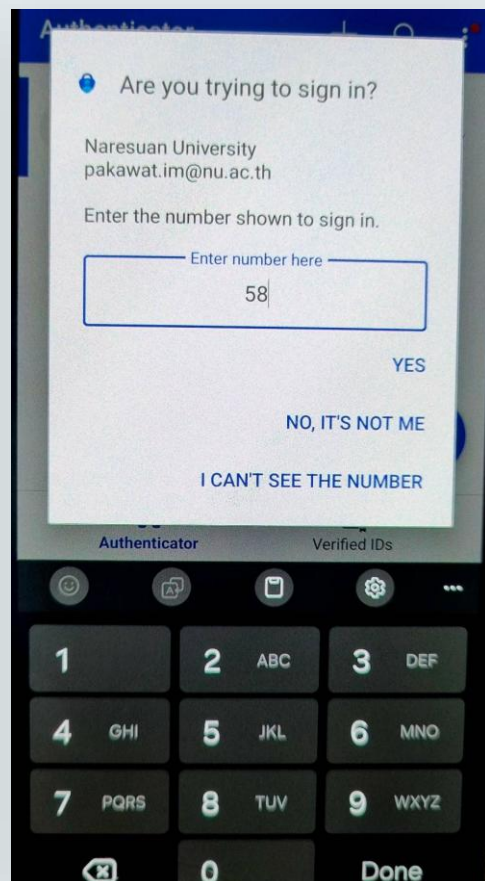 Authenticator
Are you trying to sign in?
Naresuan University
pakawat.im@nu.ac.th
Enter the number shown to sign in.
Enter number here
58
YES
NO, IT'S NOT ME
I CAN'T SEE THE NUMBER
Authenticator
Verified IDs
1
2 ABC
3 DEF
4 GHI
5 JKL
6 MNO
7 PQRS
8 TUV
9 WXYZ
0
Done